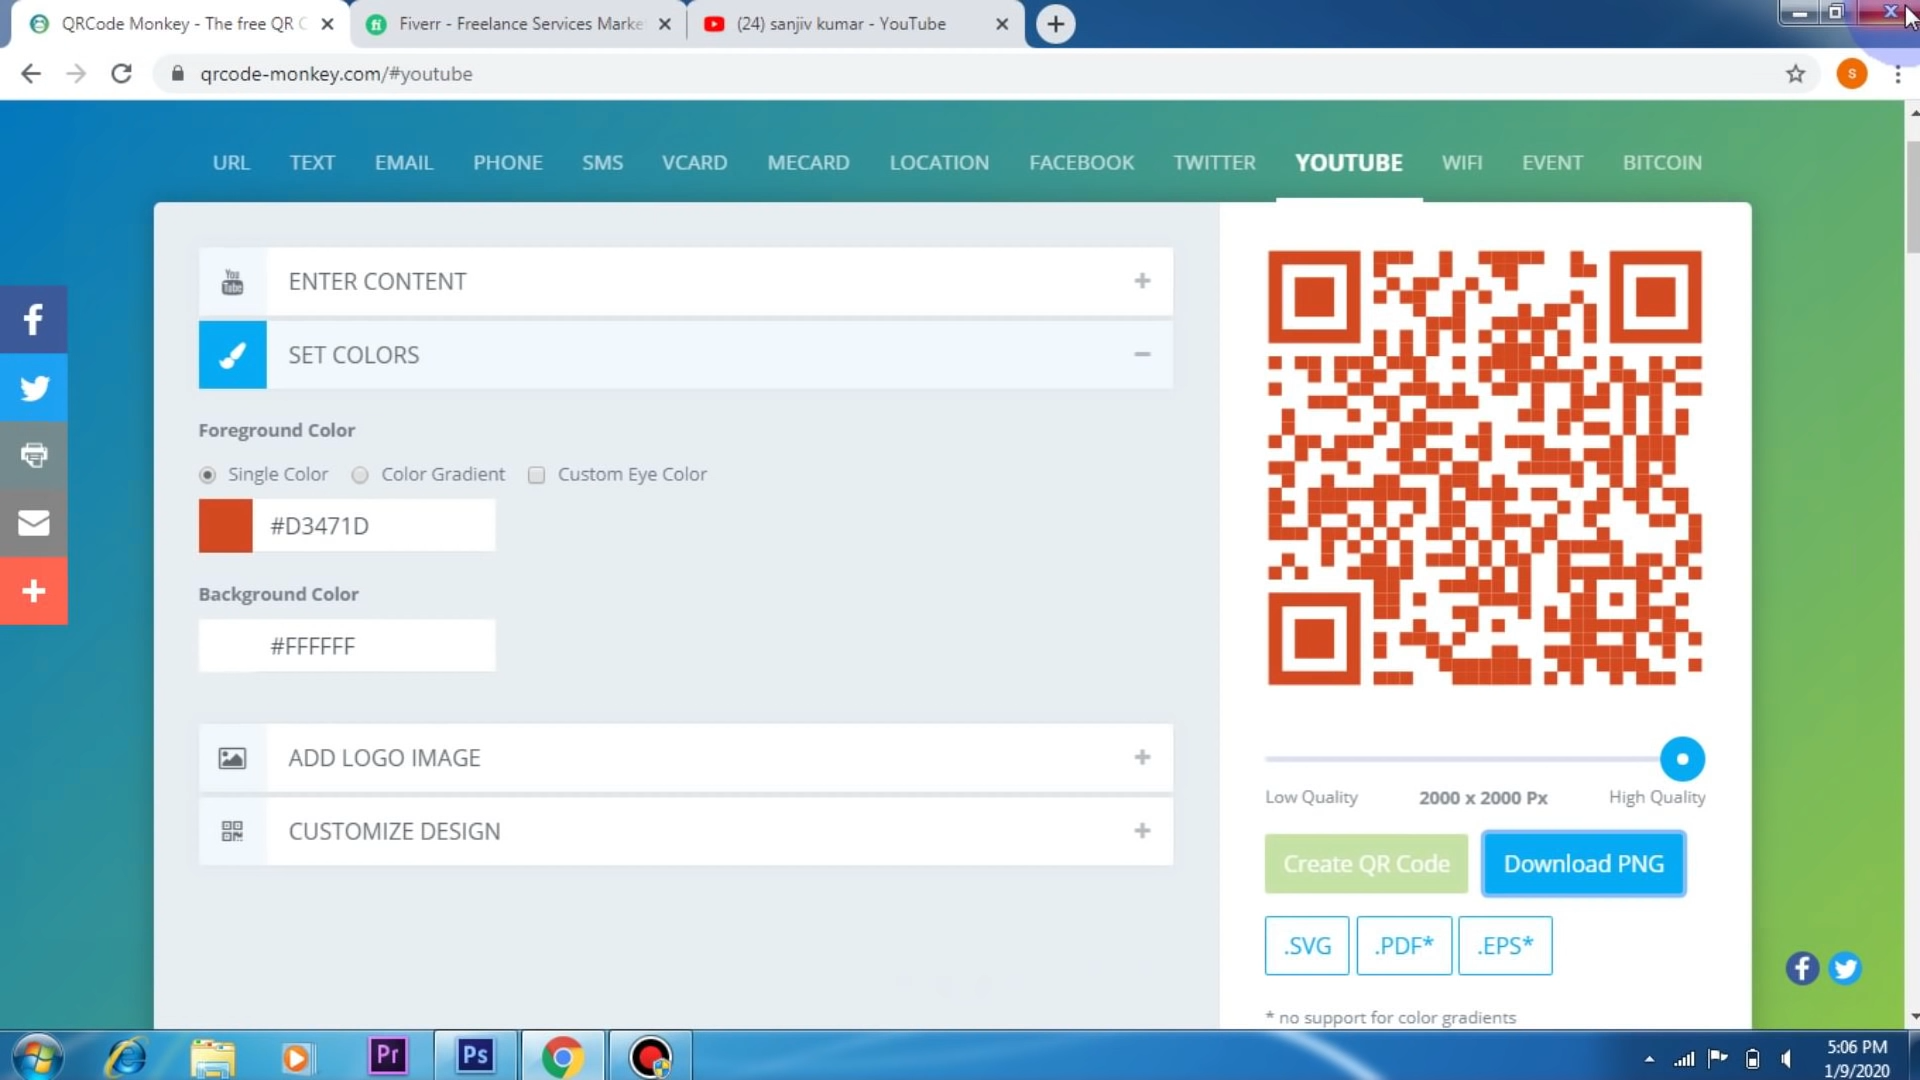 QRCode Monkey - The free QR C
Fiverr - Freelance Services Marke
(24) sanjiv kumar - YouTube
qrcode-monkey.com/#youtube
S
URL TEXT EMAIL PHONE SMS VCARD MECARD LOCATION FACEBOOK TWITTER YOUTUBE WIFI EVENT BITCOIN
You
Tube
ENTER CONTENT
SET COLORS
Foreground Color
Single Color Color Gradient Custom Eye Color
#D3471D
Background Color
#FFFFFF
ADD LOGO IMAGE
CUSTOMIZE DESIGN
Low Quality 2000 x 2000 Px High Quality
Create QR Code Download PNG
.SVG .PDF* .EPS*
* no support for color gradients
Pr Ps
5:06 PM
1/9/2020